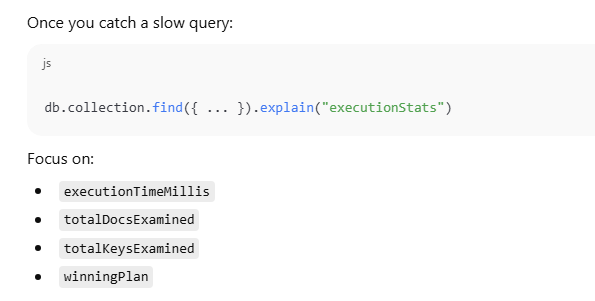 Once you catch a slow query:
js
db.collection.find({ ... }).explain("executionStats")
Focus on:
executionTimeMillis
totalDocsExamined
totalKeysExamined
winningPlan